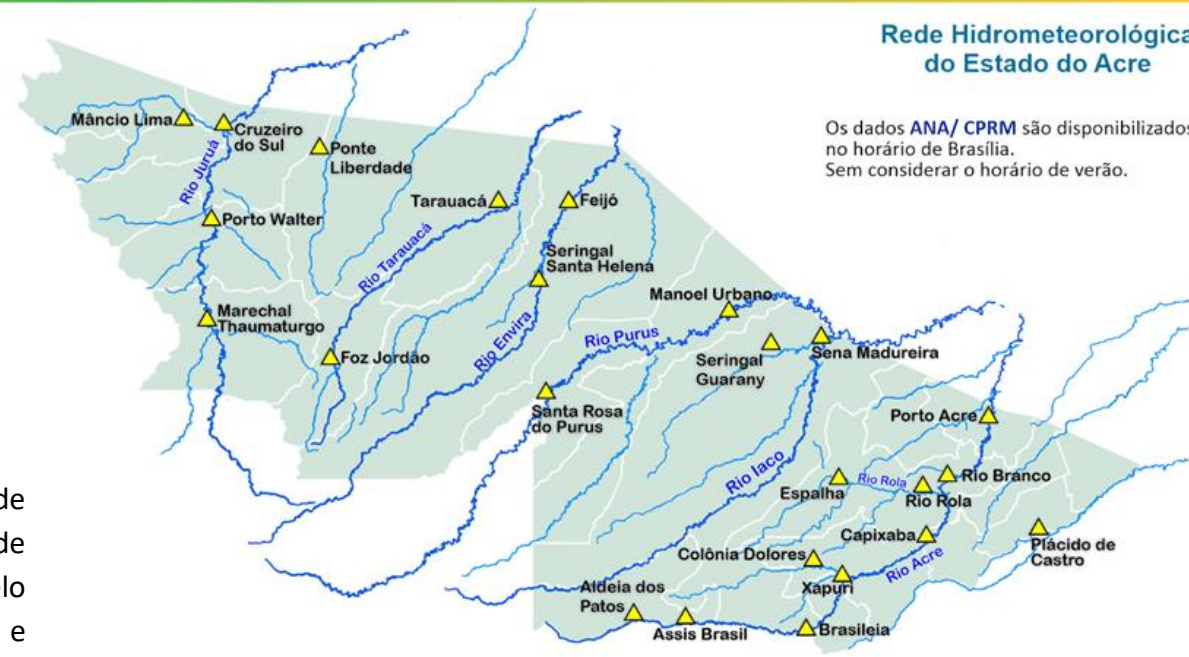 Rede Hidrometeorológica
do Estado do Acre
Os dados ANA/ CPRM são disponibilizados
no horário de Brasília.
Sem considerar o horário de verão.
Mâncio Lima
Cruzeiro
do Sul
Ponte
Liberdade
Rio Juruá
Tarauacá
Feijó
Porto Walter
Rio Tarauacá
Seringal
Santa Helena
Manoel Urbano
Marechal
Thaumaturgo
Foz Jordão
Rio Envira
Rio Purus
Seringal
Guarany
Sena Madureira
Santa Rosa
do Purus
Porto Acre
Rio Iaco
Espalha
Rio Rola
Rio Rola
Rio Branco
de
de
elo
e
Capixaba
Plácido de
Castro
Colônia Dolores
Rio Acre
Xapuri
Aldeia dos
Patos
Assis Brasil
Brasileia